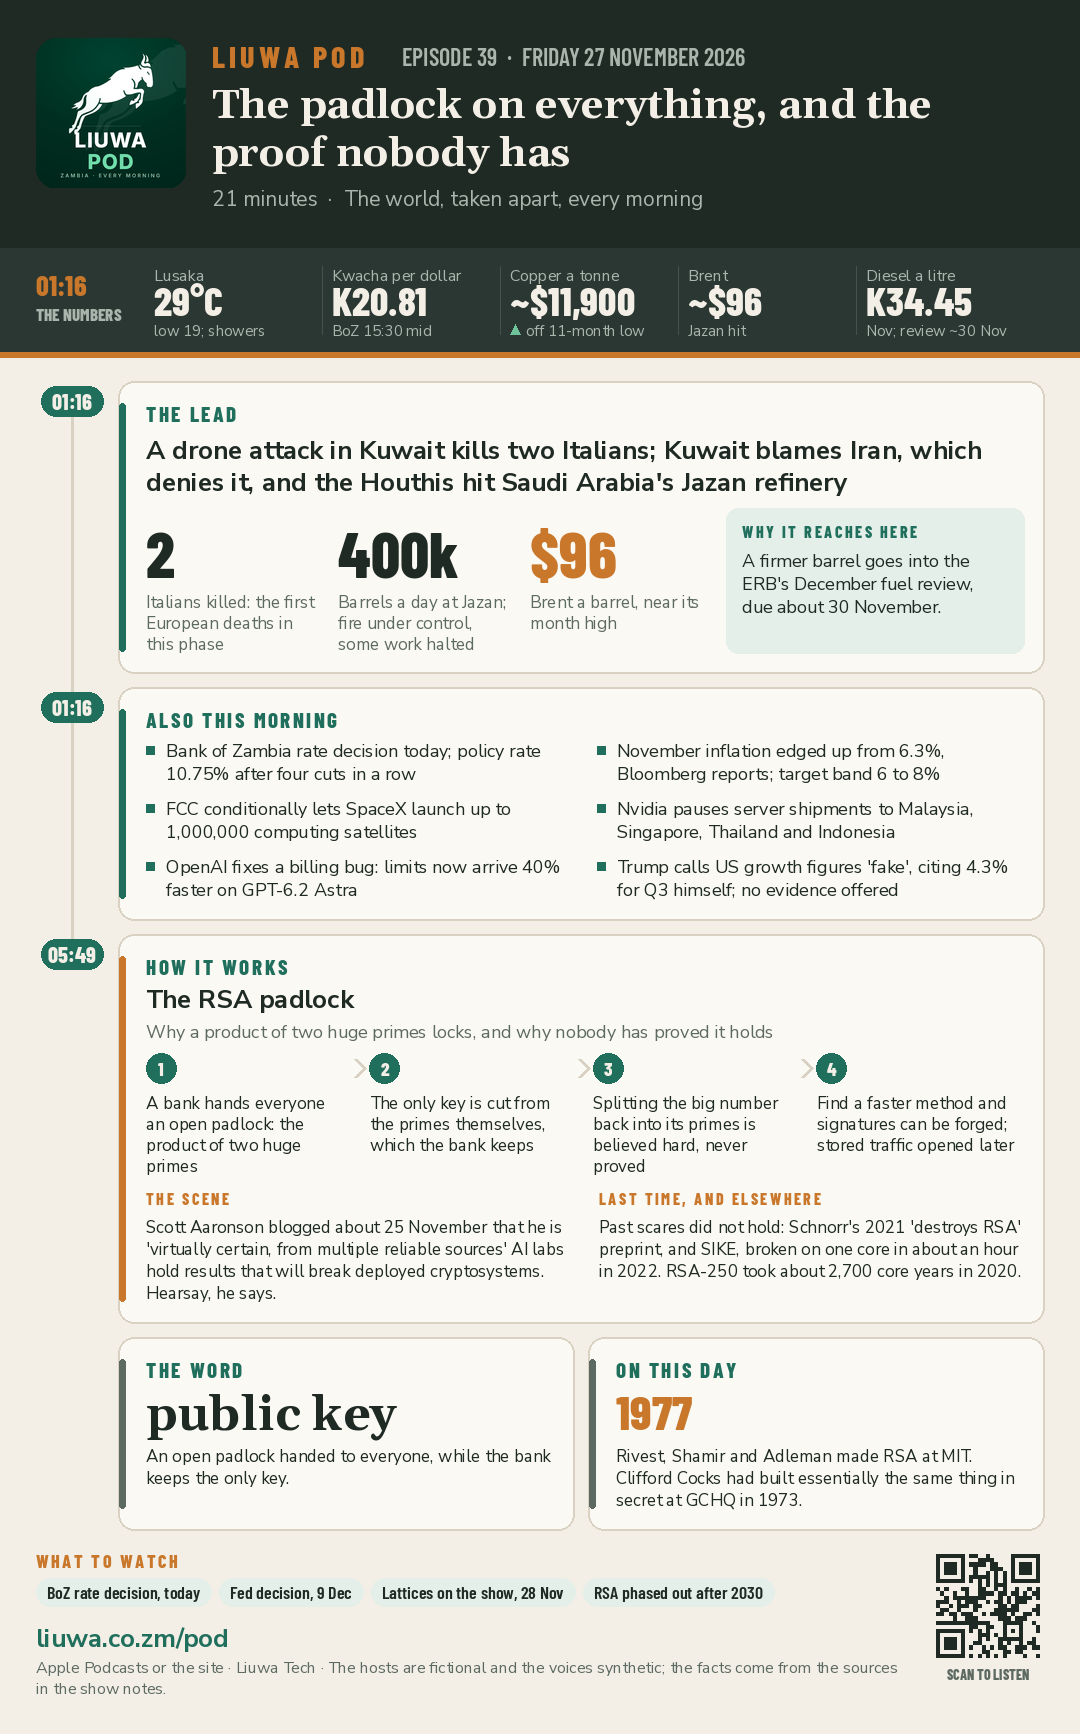 LIUWA
POD
ZAMBIA · EVERY MORNING
LIUWA POD EPISODE 39 · FRIDAY 27 NOVEMBER 2026
The padlock on everything, and the
proof nobody has
21 minutes · The world, taken apart, every morning
01:16
THE NUMBERS
Lusaka
29°C
low 19; showers
Kwacha per dollar
K20.81
BoZ 15:30 mid
Copper a tonne
~$11,900
▲ off 11-month low
Brent
~$96
Jazan hit
Diesel a litre
K34.45
Nov; review ~30 Nov
01:16
THE LEAD
A drone attack in Kuwait kills two Italians; Kuwait blames Iran, which
denies it, and the Houthis hit Saudi Arabia's Jazan refinery
2
Italians killed: the first
European deaths in
this phase
400k
Barrels a day at Jazan;
fire under control,
some work halted
$96
Brent a barrel, near its
month high
WHY IT REACHES HERE
A firmer barrel goes into the
ERB's December fuel review,
due about 30 November.
01:16
ALSO THIS MORNING
Bank of Zambia rate decision today; policy rate
10.75% after four cuts in a row
FCC conditionally lets SpaceX launch up to
1,000,000 computing satellites
OpenAI fixes a billing bug: limits now arrive 40%
faster on GPT-6.2 Astra
November inflation edged up from 6.3%,
Bloomberg reports; target band 6 to 8%
Nvidia pauses server shipments to Malaysia,
Singapore, Thailand and Indonesia
Trump calls US growth figures 'fake', citing 4.3%
for Q3 himself; no evidence offered
05:49
HOW IT WORKS
The RSA padlock
Why a product of two huge primes locks, and why nobody has proved it holds
1
A bank hands everyone
an open padlock: the
product of two huge
primes
2
The only key is cut from
the primes themselves,
which the bank keeps
3
Splitting the big number
back into its primes is
believed hard, never
proved
4
Find a faster method and
signatures can be forged;
stored traffic opened later
THE SCENE
Scott Aaronson blogged about 25 November that he is
'virtually certain, from multiple reliable sources' AI labs
hold results that will break deployed cryptosystems.
Hearsay, he says.
LAST TIME, AND ELSEWHERE
Past scares did not hold: Schnorr's 2021 'destroys RSA'
preprint, and SIKE, broken on one core in about an hour
in 2022. RSA-250 took about 2,700 core years in 2020.
THE WORD
public key
An open padlock handed to everyone, while the bank
keeps the only key.
ON THIS DAY
1977
Rivest, Shamir and Adleman made RSA at MIT.
Clifford Cocks had built essentially the same thing in
secret at GCHQ in 1973.
WHAT TO WATCH
BoZ rate decision, today
Fed decision, 9 Dec
Lattices on the show, 28 Nov
RSA phased out after 2030
liuwa.co.zm/pod
Apple Podcasts or the site · Liuwa Tech · The hosts are fictional and the voices synthetic; the facts come from the sources
in the show notes.
SCAN TO LISTEN